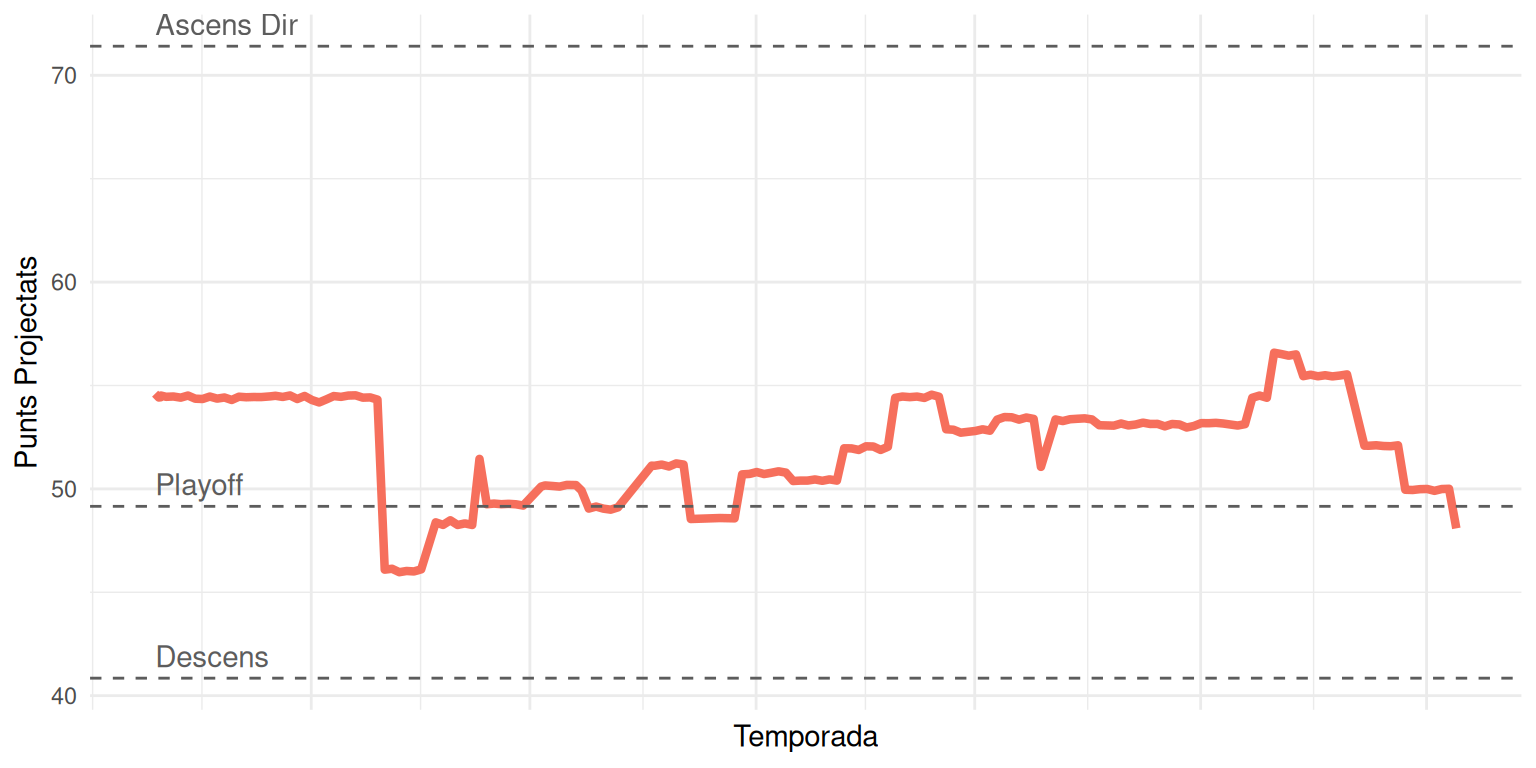 Ascens Dir
70
60
50
40
Playoff
Descens
Punts Projectats
Temporada